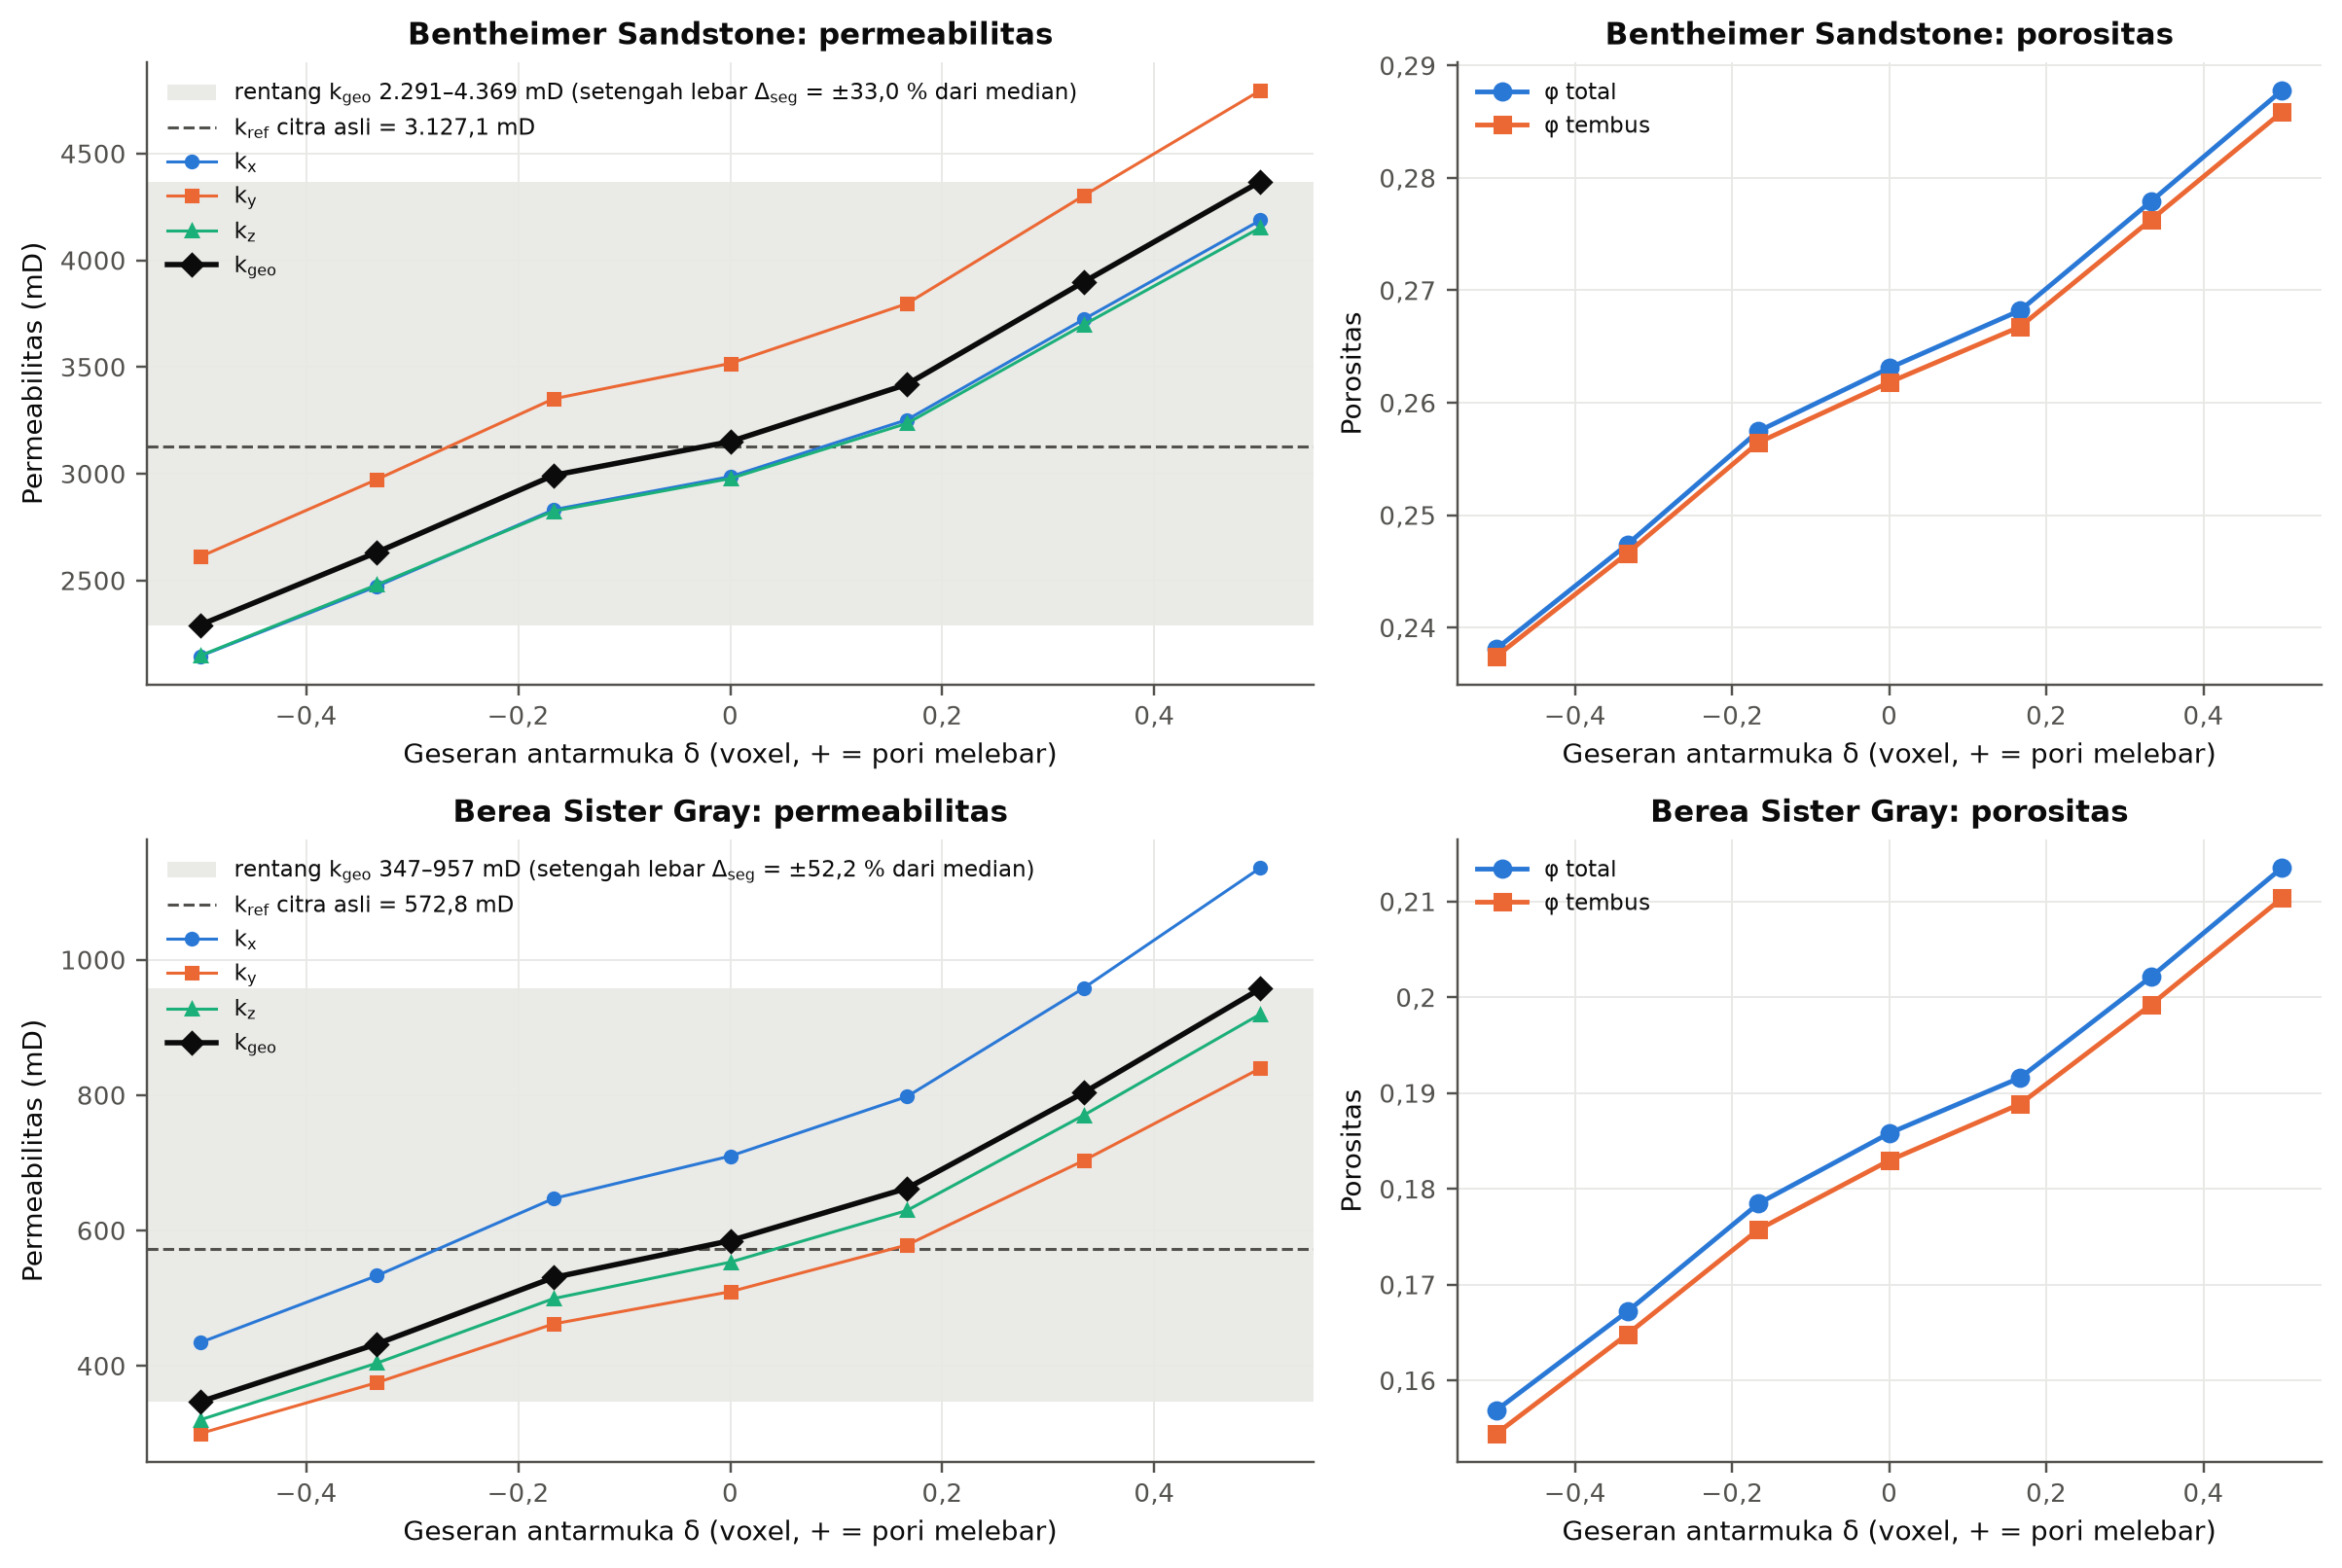 Bentheimer Sandstone: permeabilitas
rentang kgeo 2.291–4.369 mD (setengah lebar Δseg = ±33,0 % dari median)
kref citra asli = 3.127,1 mD
kx
ky
kz
kgeo
Permeabilitas (mD)
4500
4000
3500
3000
2500
−0,4
−0,2
0
0,2
0,4
Geseran antarmuka δ (voxel, + = pori melebar)
Bentheimer Sandstone: porositas
φ total
φ tembus
Porositas
0,29
0,28
0,27
0,26
0,25
0,24
−0,4
−0,2
0
0,2
0,4
Geseran antarmuka δ (voxel, + = pori melebar)
Berea Sister Gray: permeabilitas
rentang kgeo 347–957 mD (setengah lebar Δseg = ±52,2 % dari median)
kref citra asli = 572,8 mD
kx
ky
kz
kgeo
Permeabilitas (mD)
1000
800
600
400
−0,4
−0,2
0
0,2
0,4
Geseran antarmuka δ (voxel, + = pori melebar)
Berea Sister Gray: porositas
φ total
φ tembus
Porositas
0,21
0,2
0,19
0,18
0,17
0,16
−0,4
−0,2
0
0,2
0,4
Geseran antarmuka δ (voxel, + = pori melebar)